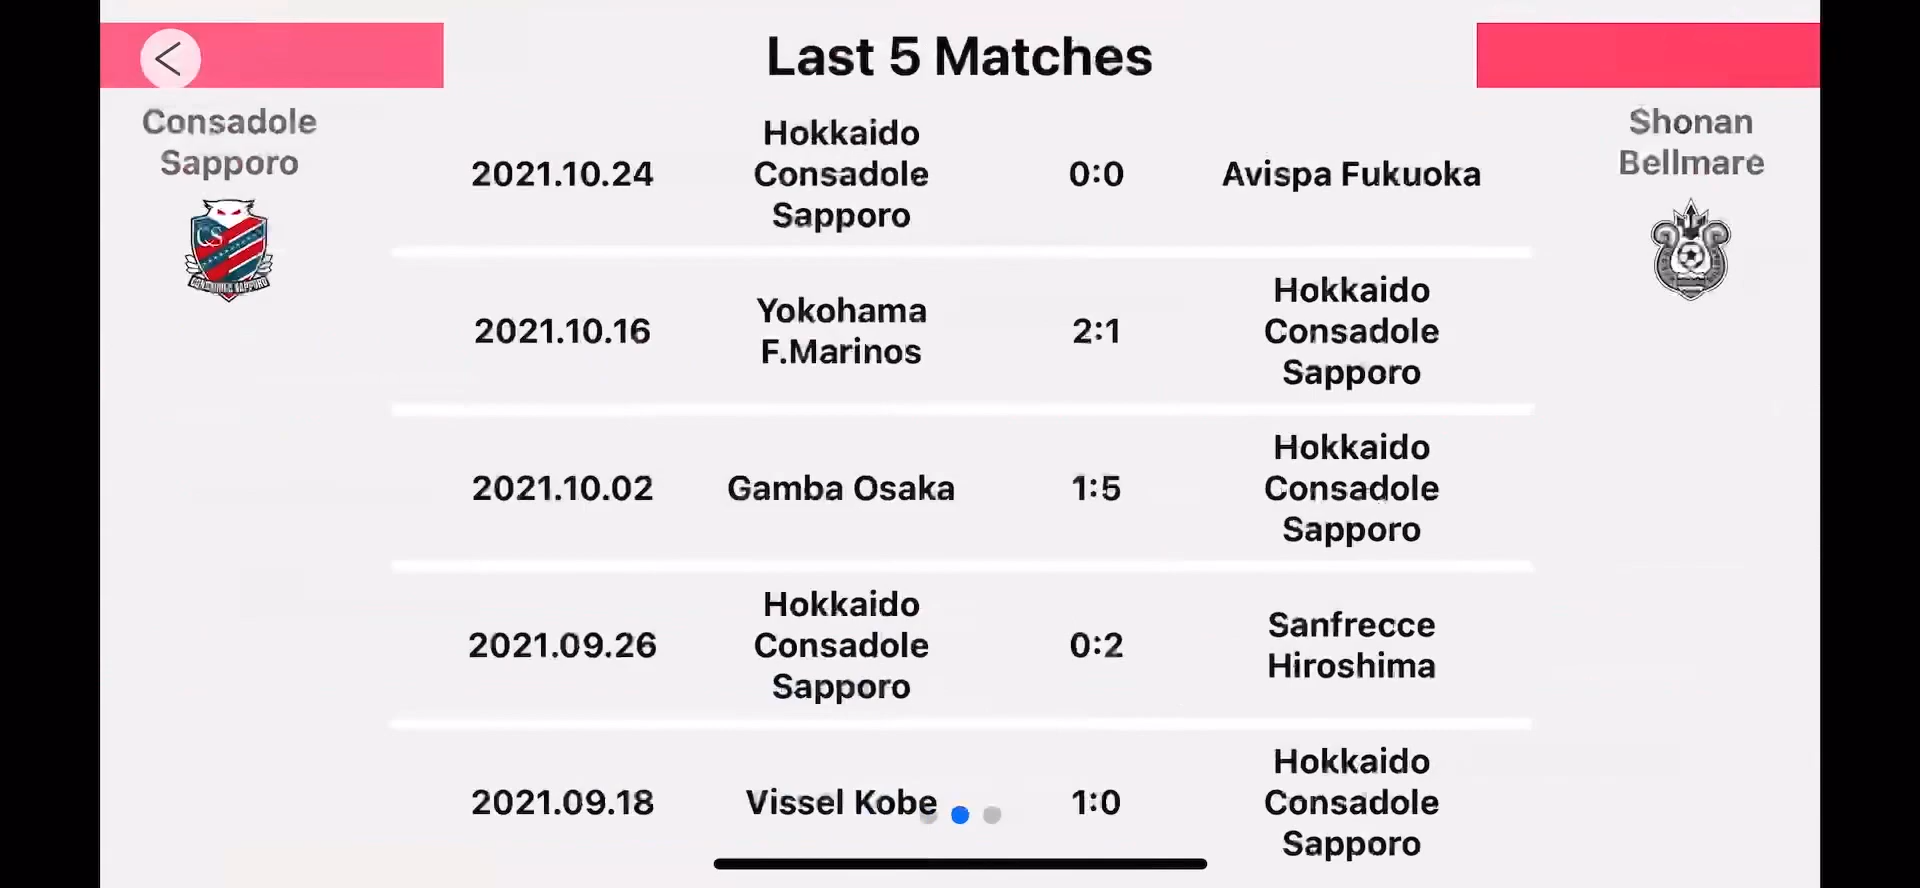 Last 5 Matches
Consadole
Sapporo
Shonan
Bellmare
2021.10.24
Hokkaido
Consadole
Sapporo
0:0
Avispa Fukuoka
2021.10.16
Yokohama
F.Marinos
2:1
Hokkaido
Consadole
Sapporo
2021.10.02
Gamba Osaka
1:5
Hokkaido
Consadole
Sapporo
2021.09.26
Hokkaido
Consadole
Sapporo
0:2
Sanfrecce
Hiroshima
2021.09.18
Vissel Kobe
1:0
Hokkaido
Consadole
Sapporo
CS
CONSADOLE SAPPORO